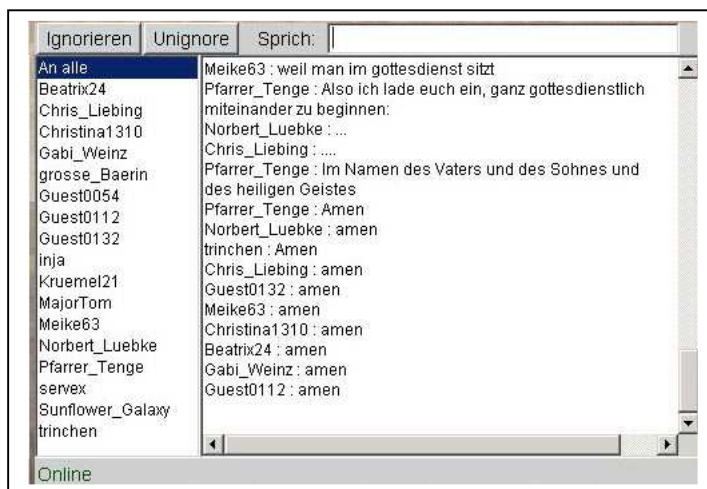 Ignorieren Unignore Sprich:
An alle
Beatrix24
Chris_Liebing
Christina1310
Gabi_Weinz
grosse_Baerin
Guest0054
Guest0112
Guest0132
inja
Kruemel21
MajorTom
Meike63
Norbert_Luebke
Pfarrer_Tenge
servex
Sunflower_Galaxy
trinchen
Meike63 : weil man im gottesdienst sitzt
Pfarrer_Tenge : Also ich lade euch ein, ganz gottesdienstlich
miteinander zu beginnen:
Norbert_Luebke : ...
Chris_Liebing : ....
Pfarrer_Tenge : Im Namen des Vaters und des Sohnes und
des heiligen Geistes
Pfarrer_Tenge : Amen
Norbert_Luebke : amen
trinchen : Amen
Chris_Liebing : amen
Guest0132 : amen
Meike63 : amen
Christina1310 : amen
Beatrix24 : amen
Gabi_Weinz : amen
Guest0112 : amen
Online